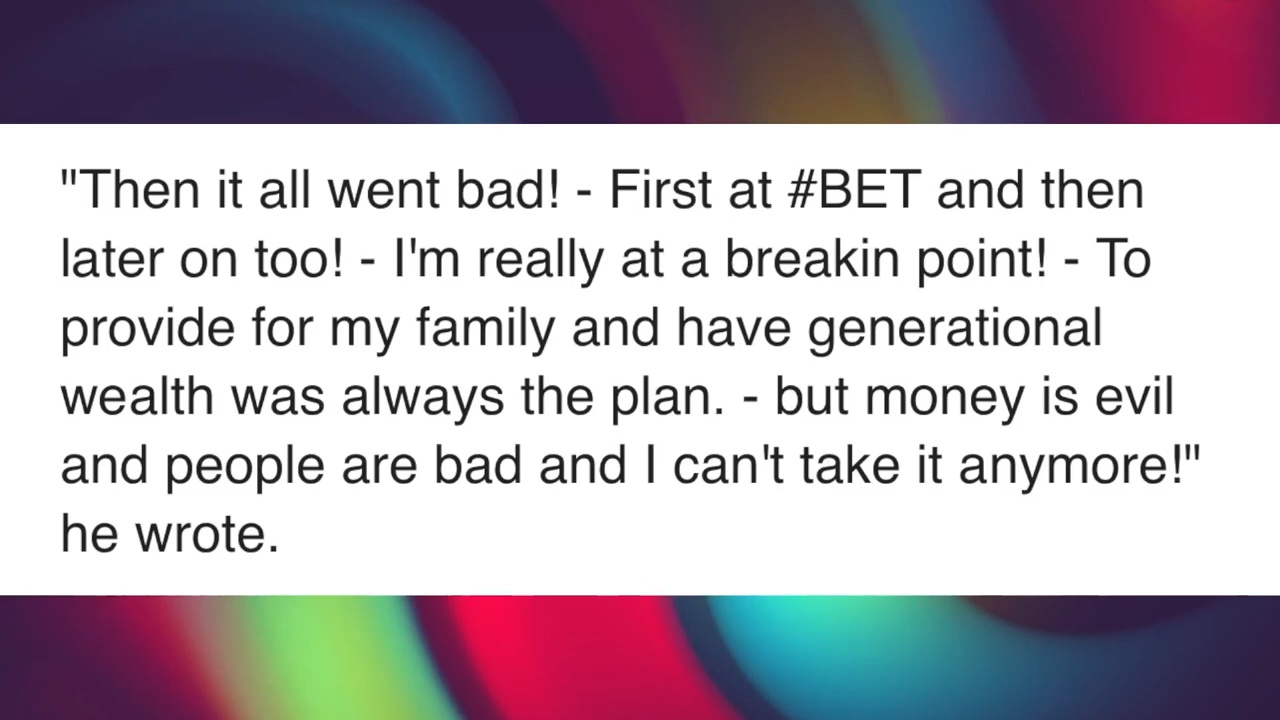 "Then it all went bad! - First at #BET and then
later on too! - I'm really at a breakin point! - To
provide for my family and have generational
wealth was always the plan. - but money is evil
and people are bad and I can't take it anymore!"
he wrote.